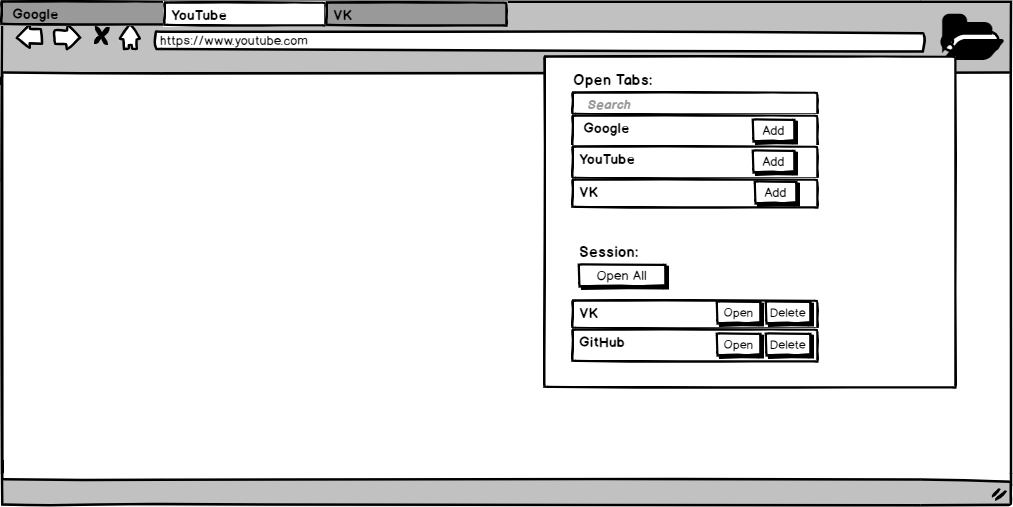 Google YouTube VK
https://www.youtube.com
Open Tabs:
Search
Google Add
YouTube Add
VK Add
Session:
Open All
VK Open Delete
GitHub Open Delete